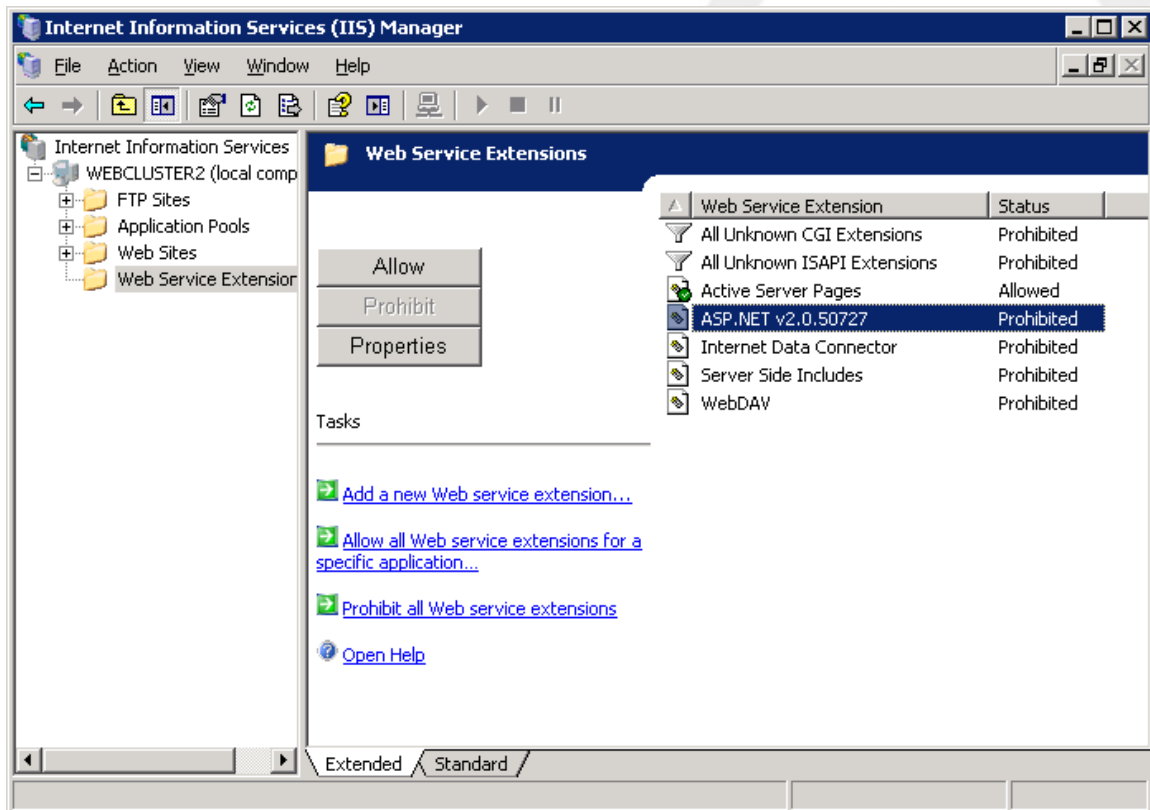 Internet Information Services (IIS) Manager
File Action View Window Help
Internet Information Services
WEBCLUSTER2 (local comp
FTP Sites
Application Pools
Web Sites
Web Service Extension
Web Service Extensions
Allow
Prohibit
Properties
Tasks
Add a new Web service extension...
Allow all Web service extensions for a
specific application...
Prohibit all Web service extensions
Open Help
Web Service Extension Status
All Unknown CGI Extensions Prohibited
All Unknown ISAPI Extensions Prohibited
Active Server Pages Allowed
ASP.NET v2.0.50727 Prohibited
Internet Data Connector Prohibited
Server Side Includes Prohibited
WebDAV Prohibited
Extended Standard